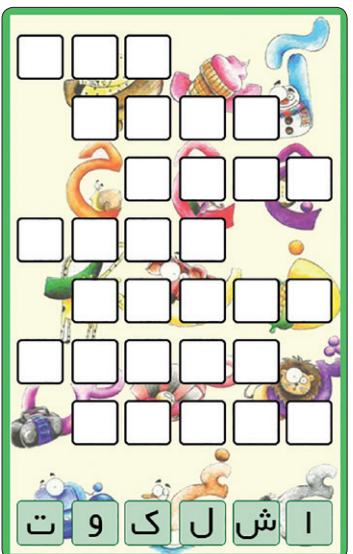 ا ش ل ک و ت